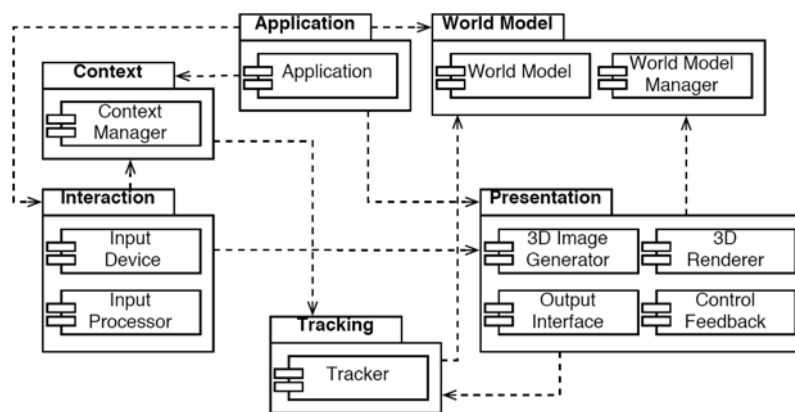 Application
Application
World Model
World Model
World Model
Manager
Context
Context
Manager
Interaction
Input
Device
Input
Processor
Presentation
3D Image
Generator
3D
Renderer
Output
Interface
Control
Feedback
Tracking
Tracker